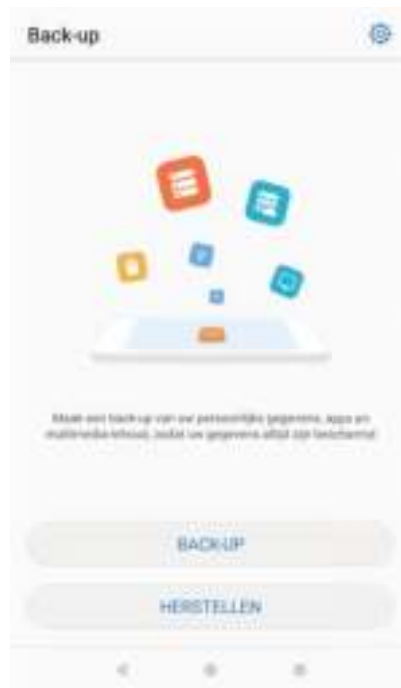 Back-up
Maak een back-up van uw persoonlijke gegevens, apps en
multimedia-inhoud, zodat uw gegevens altijd zijn beschermd
BACK-UP
HERSTELLEN